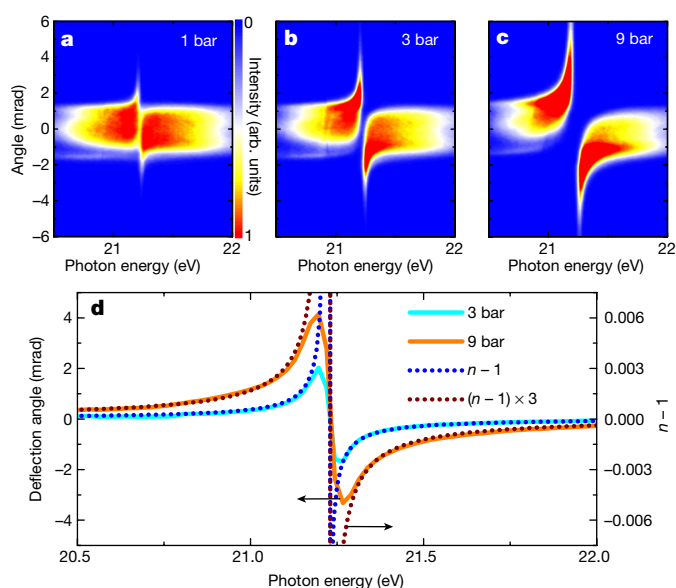 a 1 bar
b 3 bar
c 9 bar
6
4
2
0
−2
−4
−6
Angle (mrad)
0
Intensity (arb. units)
1
21 22
21 22
21 22
Photon energy (eV)
Photon energy (eV)
Photon energy (eV)
d
3 bar
9 bar
n − 1
(n − 1) × 3
4
2
0
−2
−4
Deflection angle (mrad)
0.006
0.003
0.000
−0.003
−0.006
n − 1
20.5 21.0 21.5 22.0
Photon energy (eV)